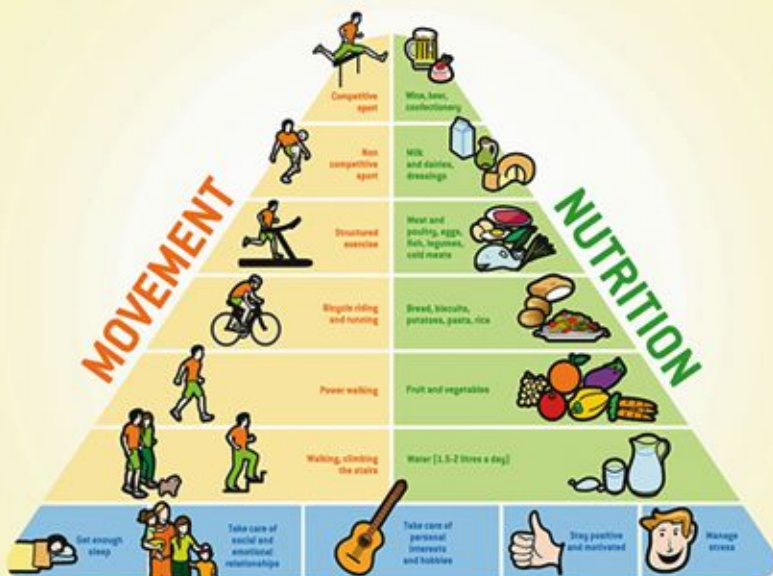 MOVEMENT
NUTRITION
Competitive
sport
Wine, beer,
confectionery
Non
competitive
sport
Milk
and dairies,
dressings
Structured
exercise
Meat and
poultry, eggs,
fish, legumes,
cold meats
Bicycle riding
and running
Bread, biscuits,
potatoes, pasta, rice
Power walking
Fruit and vegetables
Walking, climbing
the stairs
Water (1.5-2 litres a day)
Get enough
sleep
Take care of
social and
emotional
relationships
Take care of
personal
interests
and hobbies
Stay positive
and motivated
Manage
stress